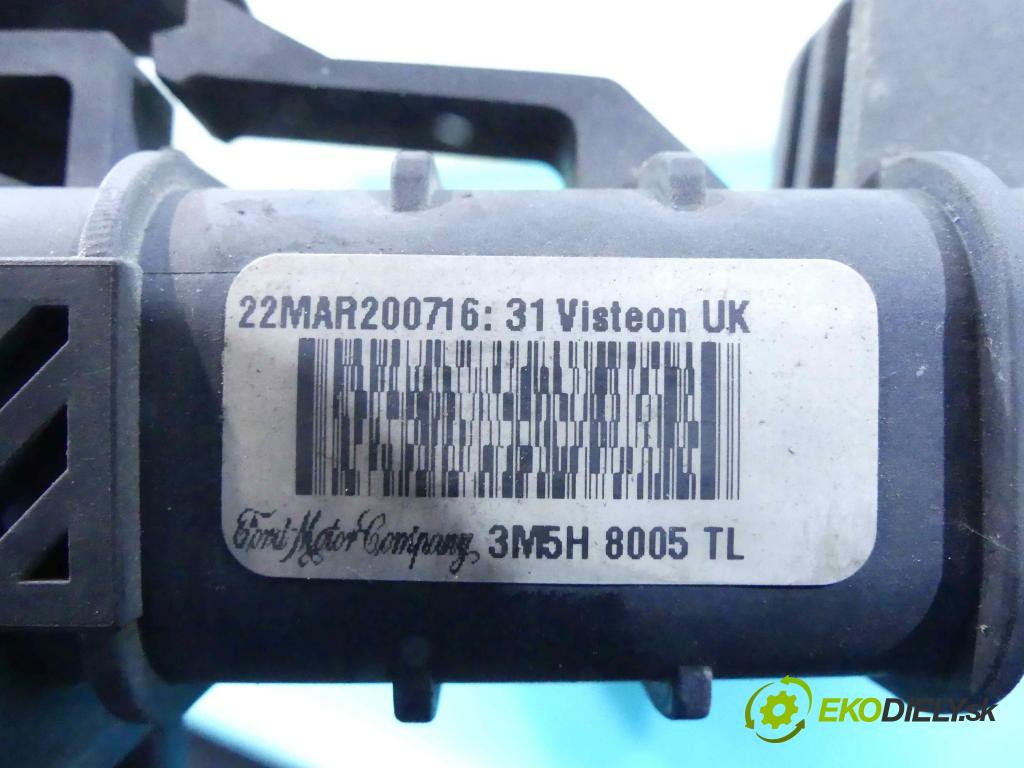 22MAR200716: 31 Visteon UK
Ford Motor Company 3M5H 8005 TL
EKODIELY.sk